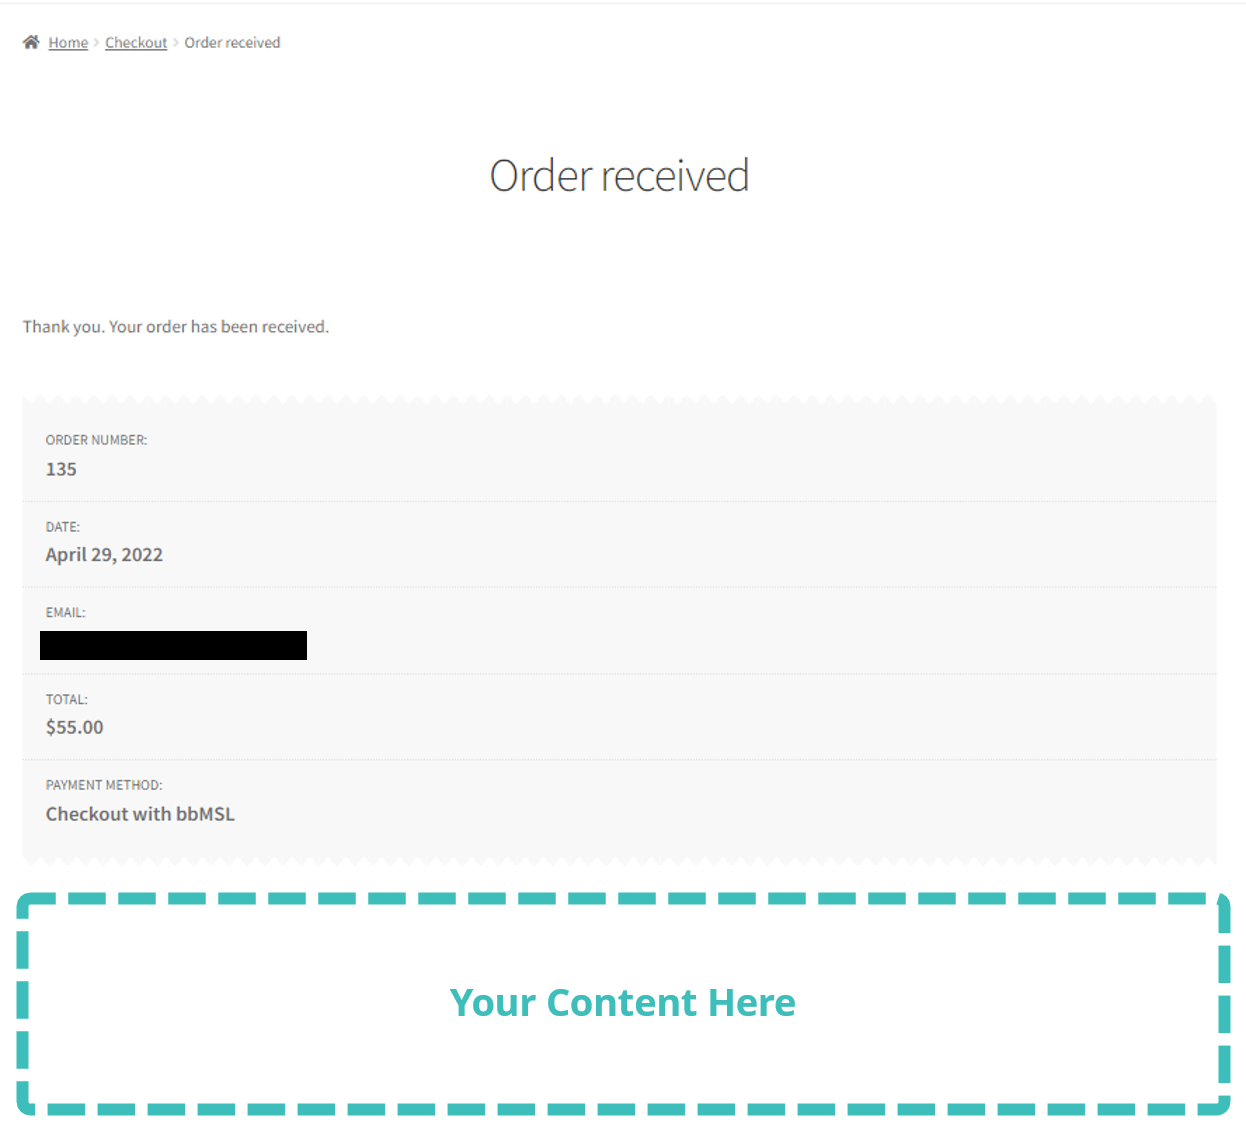 Home > Checkout > Order received
Order received
Thank you. Your order has been received.
ORDER NUMBER:
135
DATE:
April 29, 2022
EMAIL:
TOTAL:
$55.00
PAYMENT METHOD:
Checkout with bbMSL
Your Content Here